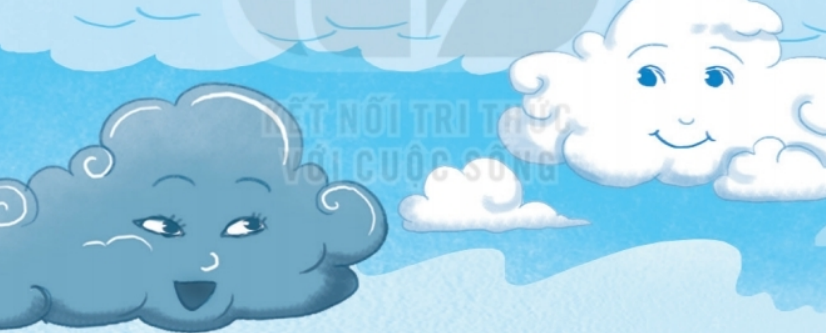 KẾT NỐI TRI THỨC
VỚI CUỘC SỐNG